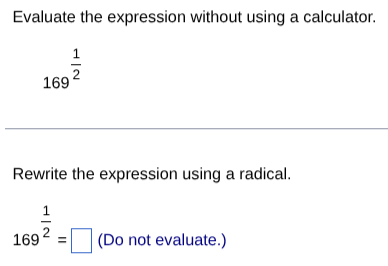 Evaluate the expression without using a calculator.
169^(1/2)
Rewrite the expression using a radical.
169^(1/2) = (Do not evaluate.)